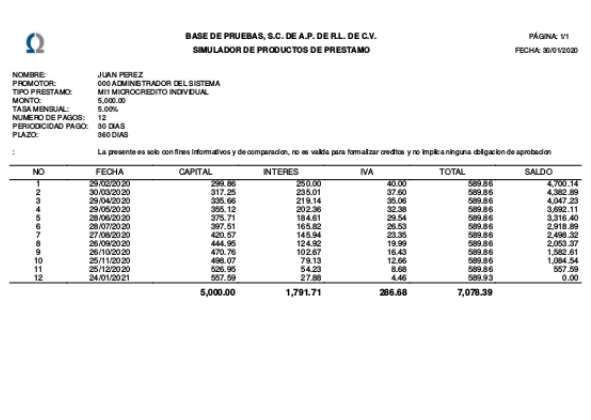 BASE DE PRUEBAS, S.C. DE A.P. DE R.L. DE C.V. PÁGINA: 1/1
SIMULADOR DE PRODUCTOS DE PRESTAMO FECHA: 30/01/2020
NOMBRE: JUAN PEREZ
PROMOTOR: 000 ADMINISTRADOR DEL SISTEMA
TIPO PRESTAMO: MI1 MICROCREDITO INDIVIDUAL
MONTO: 5,000.00
TASA MENSUAL: 5.00%
NUMERO DE PAGOS: 12
PERIODICIDAD PAGO: 30 DIAS
PLAZO: 360 DIAS
: La presente es solo con fines informativos y de comparacion, no es valida para formalizar creditos y no implica ninguna obligacion de aprobacion
NO FECHA CAPITAL INTERES IVA TOTAL SALDO
1 29/02/2020 299.86 250.00 40.00 589.86 4,700.14
2 30/03/2020 317.25 235.01 37.60 589.86 4,382.89
3 29/04/2020 335.66 219.14 35.06 589.86 4,047.23
4 29/05/2020 355.12 202.36 32.38 589.86 3,692.11
5 28/06/2020 375.71 184.61 29.54 589.86 3,316.40
6 28/07/2020 397.51 165.82 26.53 589.86 2,918.89
7 27/08/2020 420.57 145.94 23.35 589.86 2,498.32
8 26/09/2020 444.95 124.92 19.99 589.86 2,053.37
9 26/10/2020 470.76 102.67 16.43 589.86 1,582.61
10 25/11/2020 498.07 79.13 12.66 589.86 1,084.54
11 25/12/2020 526.95 54.23 8.68 589.86 557.59
12 24/01/2021 557.59 27.88 4.46 589.93 0.00
5,000.00 1,791.71 286.68 7,078.39